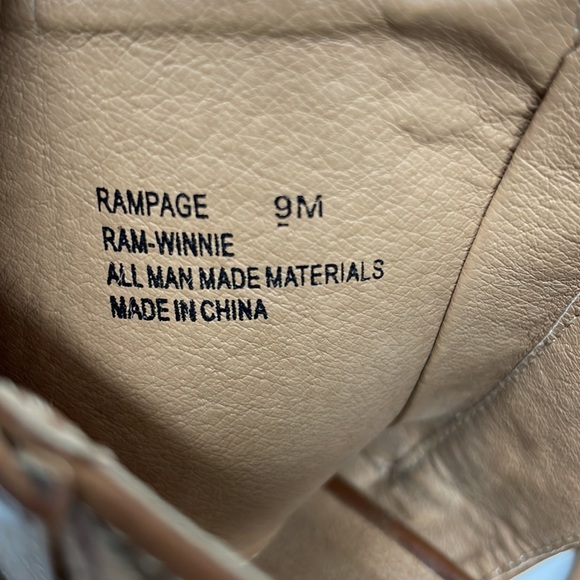 RAMPAGE 9M
RAM-WINNIE
ALL MAN MADE MATERIALS
MADE IN CHINA